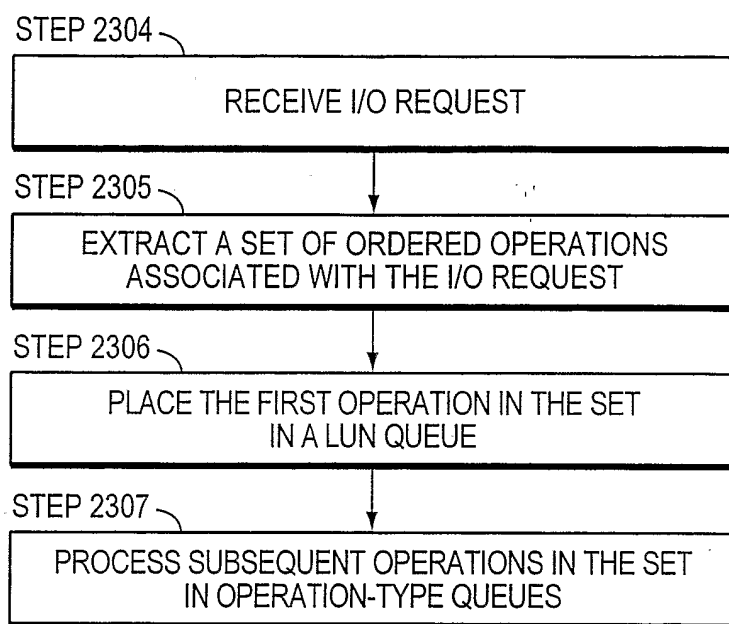 STEP 2304
RECEIVE I/O REQUEST
STEP 2305
EXTRACT A SET OF ORDERED OPERATIONS
ASSOCIATED WITH THE I/O REQUEST
STEP 2306
PLACE THE FIRST OPERATION IN THE SET
IN A LUN QUEUE
STEP 2307
PROCESS SUBSEQUENT OPERATIONS IN THE SET
IN OPERATION-TYPE QUEUES